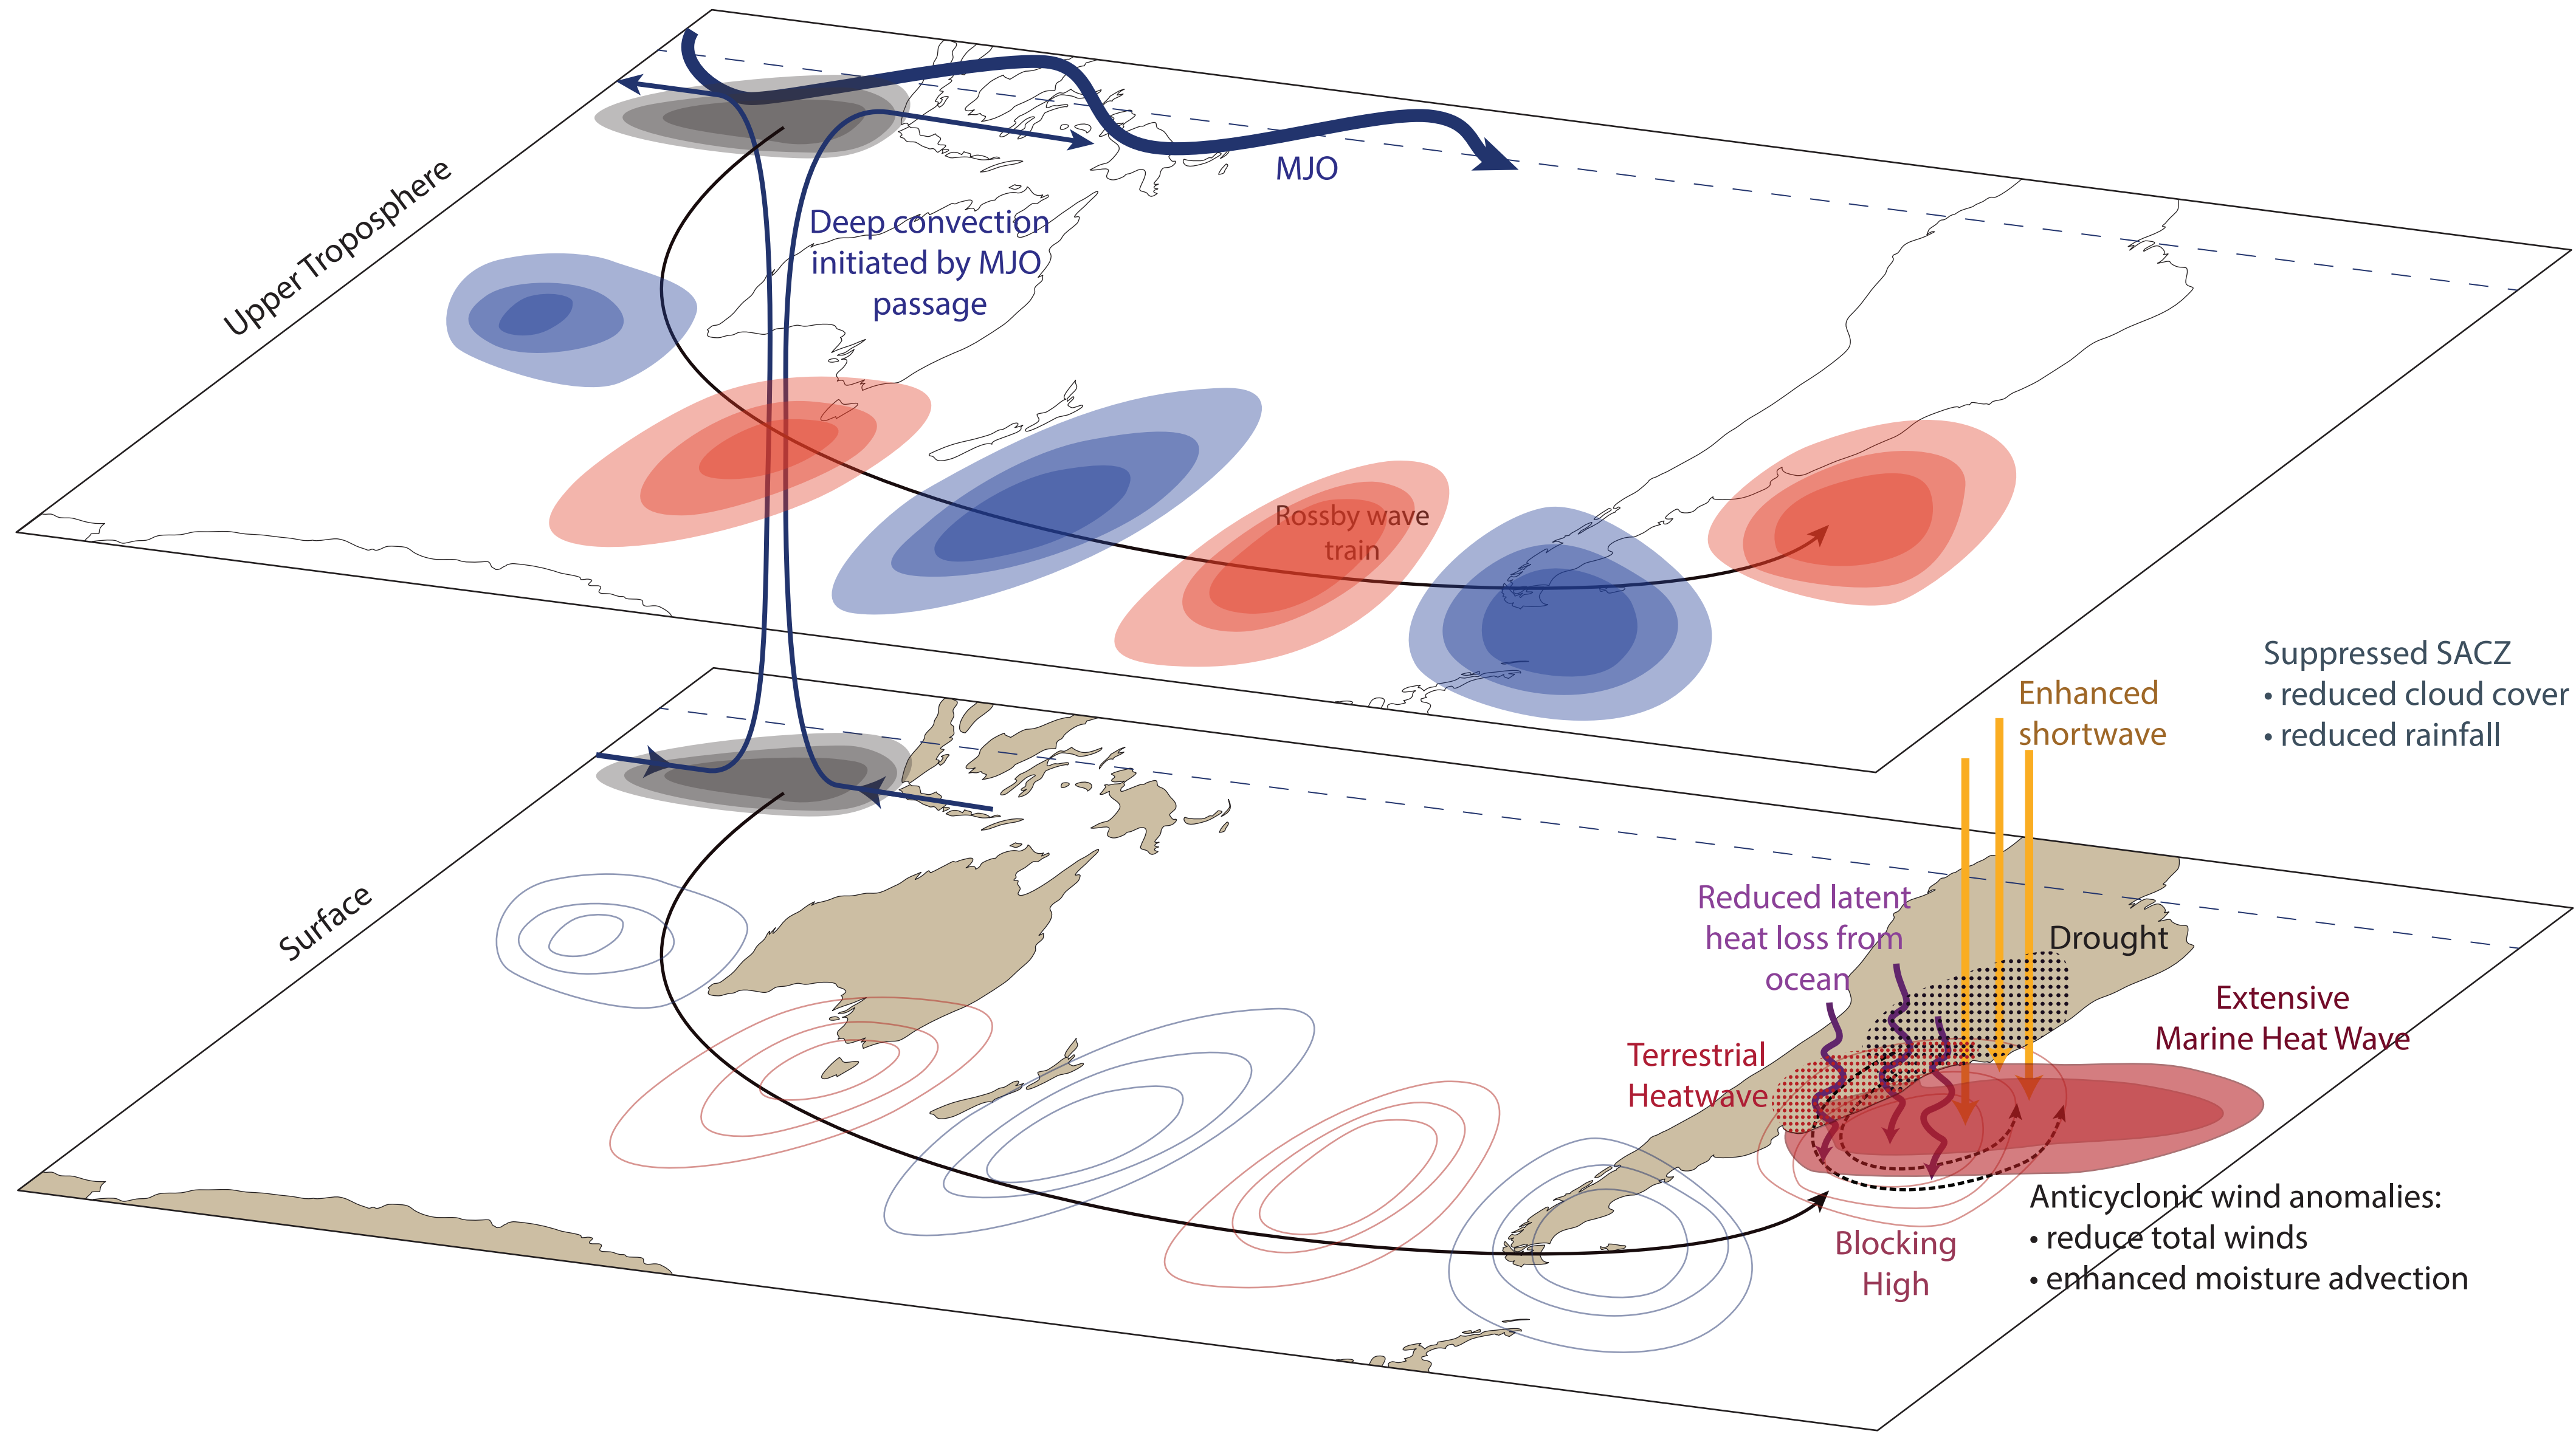 Upper Troposphere
MJO
Deep convection
initiated by MJO
passage
Rossby wave
train
Suppressed SACZ
• reduced cloud cover
• reduced rainfall
Enhanced
shortwave
Surface
Reduced latent
heat loss from
ocean
Drought
Extensive
Marine Heat Wave
Terrestrial
Heatwave
Anticyclonic wind anomalies:
• reduce total winds
• enhanced moisture advection
Blocking
High